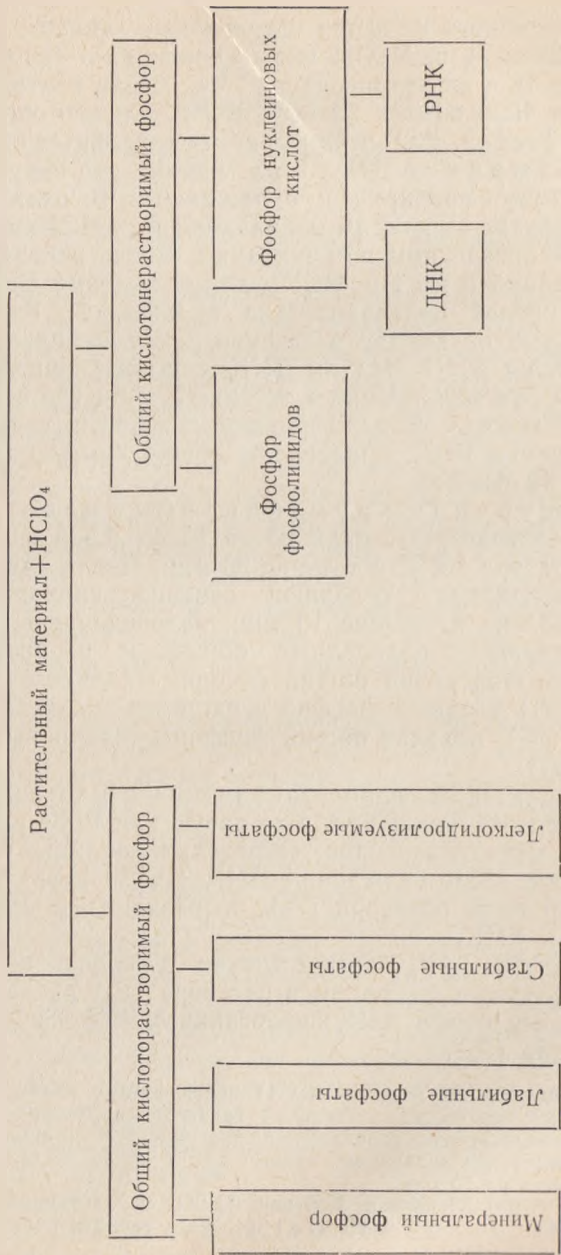 Растительный материал+HClO₄
Общий кислоторастворимый фосфор
Общий кислотонерастворимый фосфор
Минеральный фосфор
Лабильные фосфаты
Стабильные фосфаты
Легкогидролизуемые фосфаты
Фосфор
фосфолипидов
Фосфор нуклеиновых
кислот
ДНК
РНК